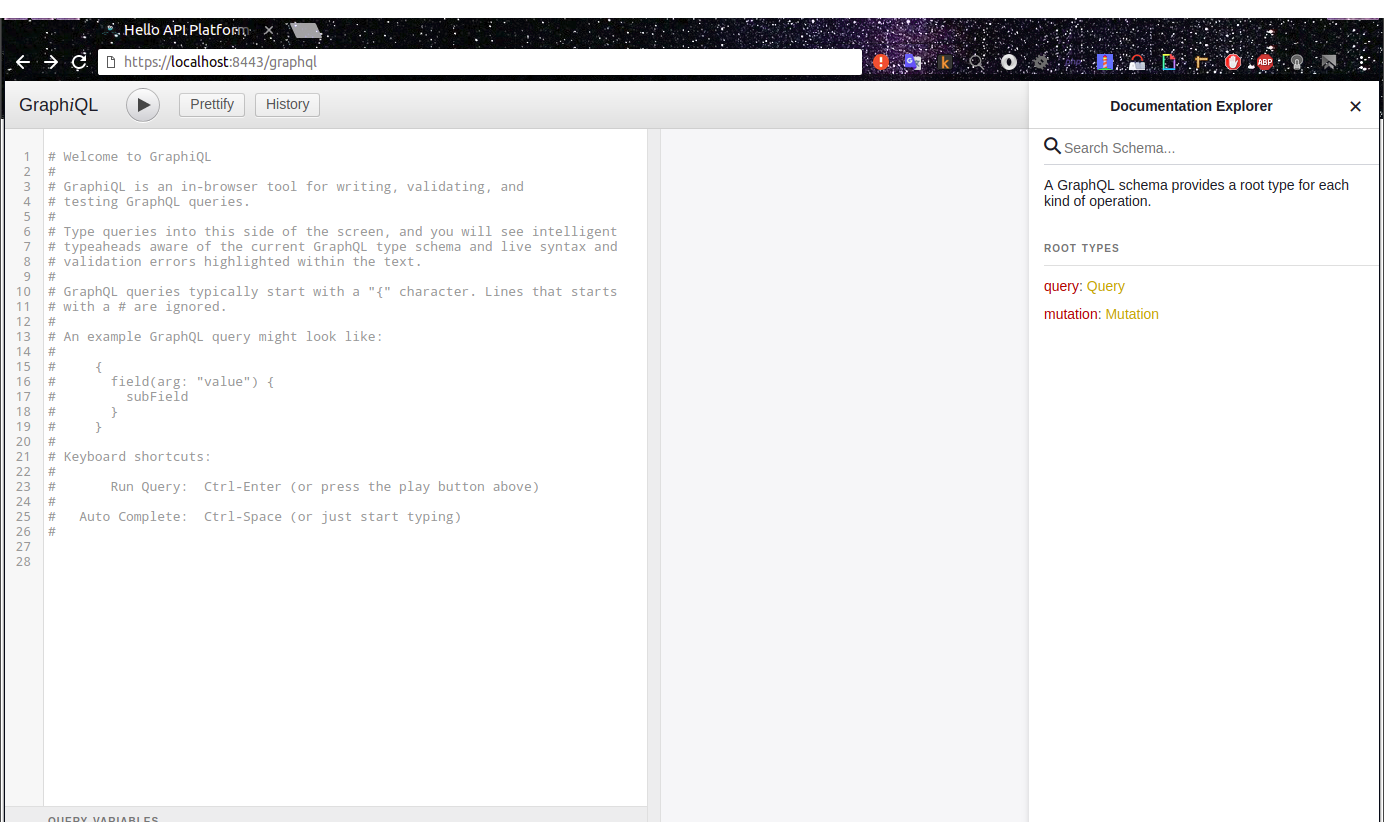 Hello API Platform
https://localhost:8443/graphql
ABP
GraphiQL
Prettify
History
1 # Welcome to GraphiQL
2 #
3 # GraphiQL is an in-browser tool for writing, validating, and
4 # testing GraphQL queries.
5 #
6 # Type queries into this side of the screen, and you will see intelligent
7 # typeaheads aware of the current GraphQL type schema and live syntax and
8 # validation errors highlighted within the text.
9 #
10 # GraphQL queries typically start with a "{" character. Lines that starts
11 # with a # are ignored.
12 #
13 # An example GraphQL query might look like:
14 #
15 #     {
16 #       field(arg: "value") {
17 #         subField
18 #       }
19 #     }
20 #
21 # Keyboard shortcuts:
22 #
23 #       Run Query:  Ctrl-Enter (or press the play button above)
24 #
25 #   Auto Complete:  Ctrl-Space (or just start typing)
26 #
27
28
QUERY VARIABLES
Documentation Explorer
Search Schema...
A GraphQL schema provides a root type for each
kind of operation.
ROOT TYPES
query: Query
mutation: Mutation